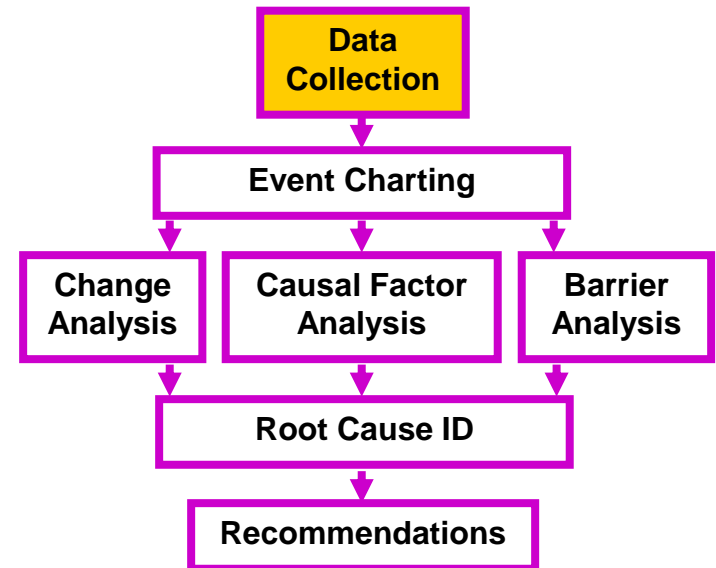 Data
Collection
Event Charting
Change
Analysis
Causal Factor
Analysis
Barrier
Analysis
Root Cause ID
Recommendations